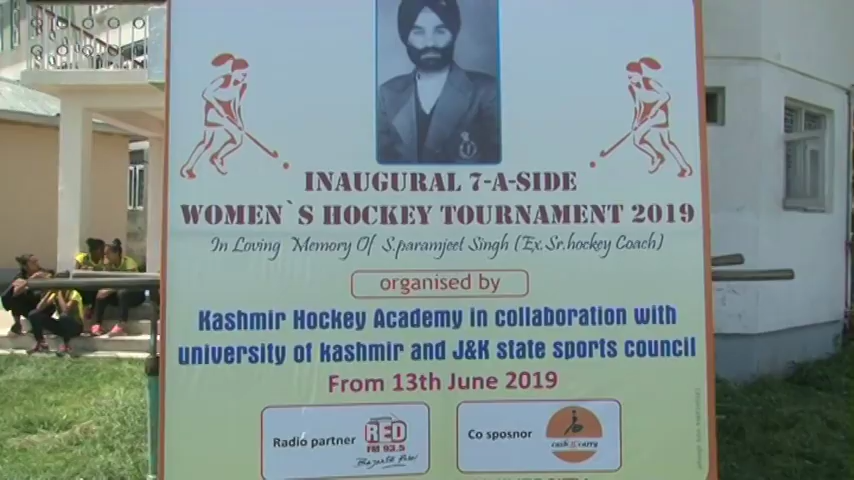 INAUGURAL 7-A-SIDE
WOMEN`S HOCKEY TOURNAMENT 2019
In Loving Memory Of S.paramjeet Singh (Ex.Sr.hockey Coach)
organised by
Kashmir Hockey Academy in collaboration with
university of kashmir and J&K state sports council
From 13th June 2019
Radio partner RED FM 93.5
Co sposnor cash n carry